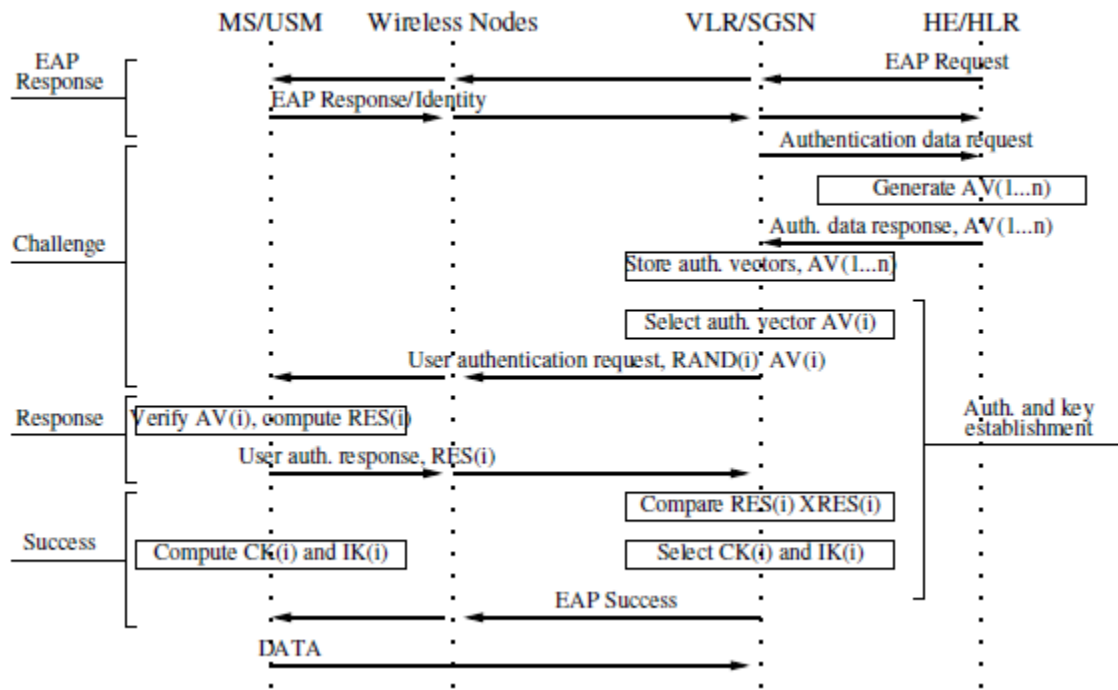 MS/USM Wireless Nodes VLR/SGSN HE/HLR
EAP
Response
EAP Request
EAP Response/Identity
Authentication data request
Generate AV(1...n)
Challenge
Auth. data response, AV(1...n)
Store auth. vectors, AV(1...n)
Select auth. vector AV(i)
User authentication request, RAND(i) AV(i)
Response
Verify AV(i), compute RES(i)
Auth. and key
establishment
User auth. response, RES(i)
Compare RES(i) XRES(i)
Success
Compute CK(i) and IK(i)
Select CK(i) and IK(i)
EAP Success
DATA